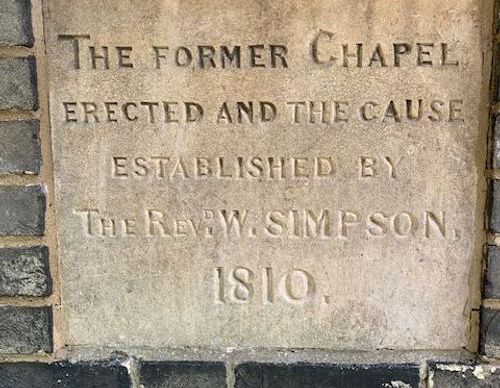 The former Chapel
erected and the cause
established by
The Revd. W. Simpson.
1810.